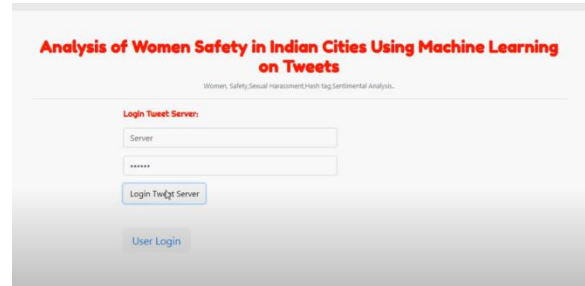 Analysis of Women Safety in Indian Cities Using Machine Learning
on Tweets
Women, Safety,Sexual Harassment,Hash tag,Sentimental Analysis..
Login Tweet Server:
Server
••••••
Login Tweet Server
User Login